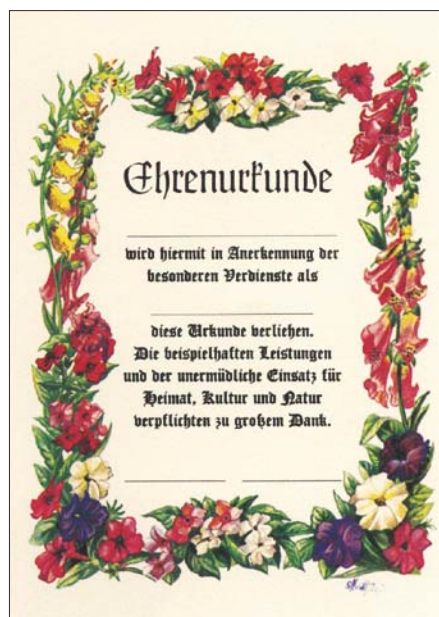 Ehrenurkunde
wird hiermit in Anerkennung der
besonderen Verdienste als
diese Urkunde verliehen.
Die beispielhaften Leistungen
und der unermüdliche Einsatz für
Heimat, Kultur und Natur
verpflichten zu großem Dank.